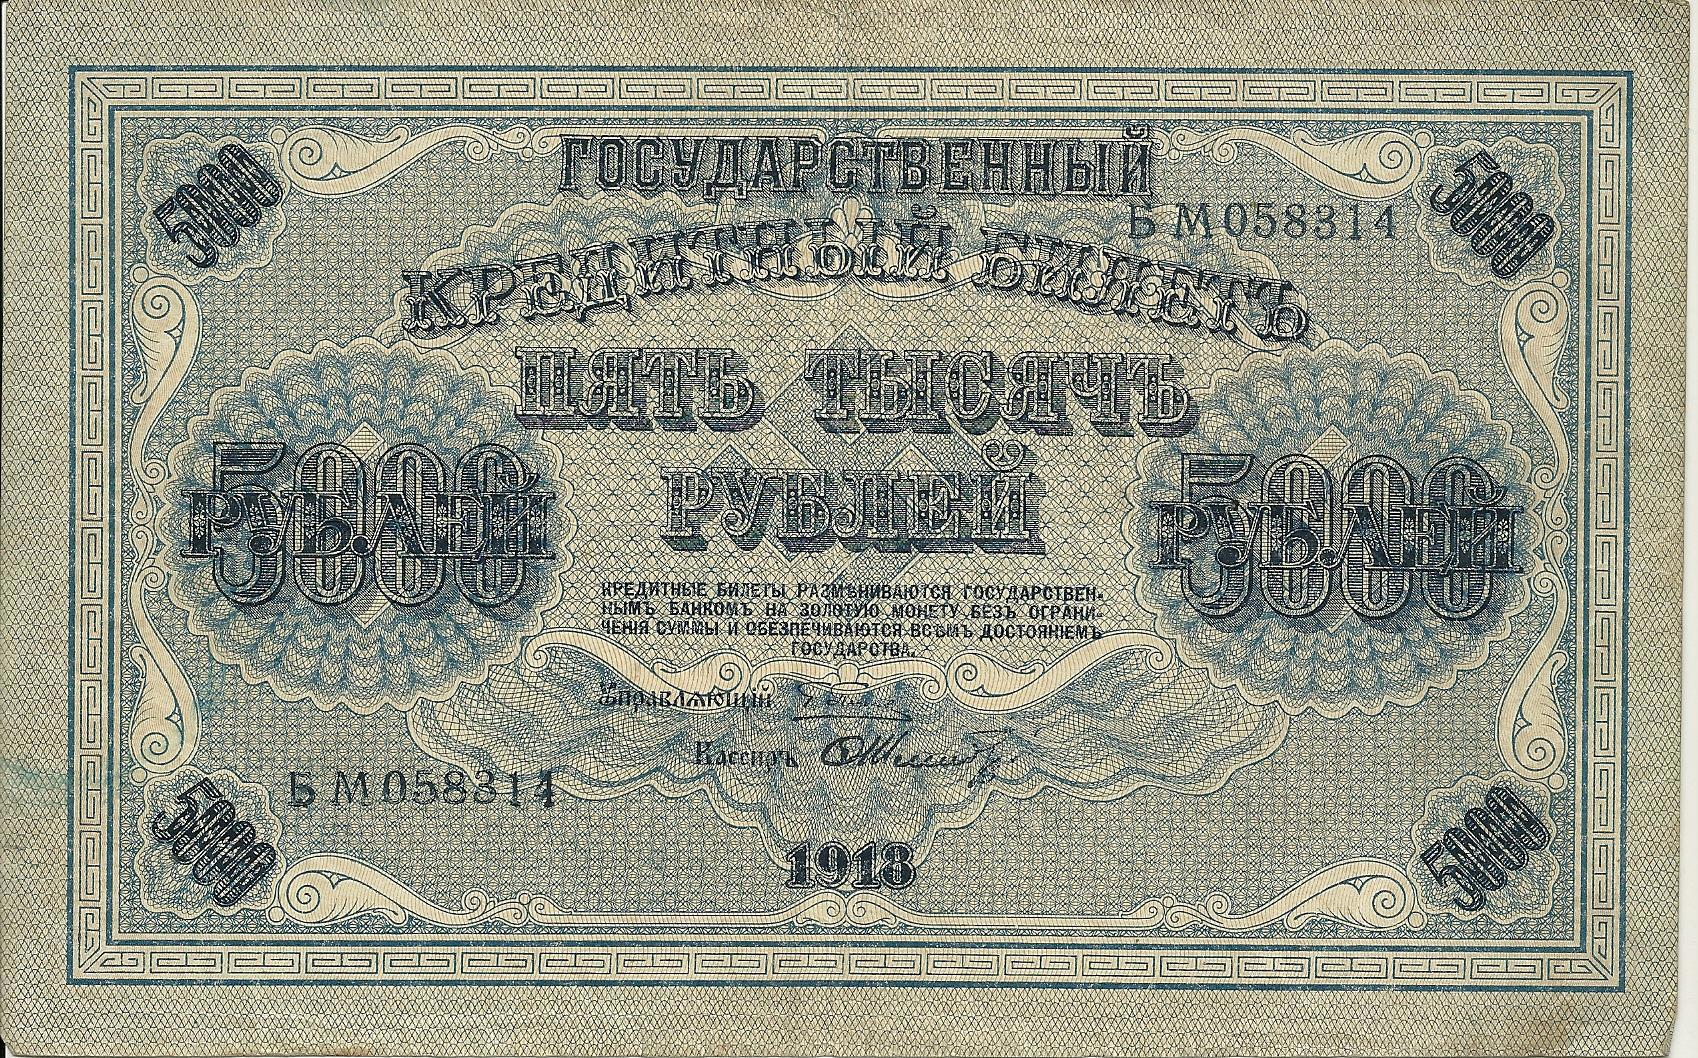 5000
5000
ГОСУДАРСТВЕННЫЙ
БМ058314
КРЕДИТНЫЙ БИЛЕТЪ
ПЯТЬ ТЫСЯЧЪ
РУБЛЕЙ
5000
РУБЛЕЙ
5000
РУБЛЕЙ
КРЕДИТНЫЕ БИЛЕТЫ РАЗМѢНИВАЮТСЯ ГОСУДАРСТВЕН-
НЫМЪ БАНКОМЪ НА ЗОЛОТУЮ МОНЕТУ БЕЗЪ ОГРАНИ-
ЧЕНІЯ СУММЫ И ОБЕЗПЕЧИВАЮТСЯ ВСѢМЪ ДОСТОЯНІЕМЪ
ГОСУДАРСТВА.
Управляющій
Кассиръ
БМ058314
5000
1918
5000